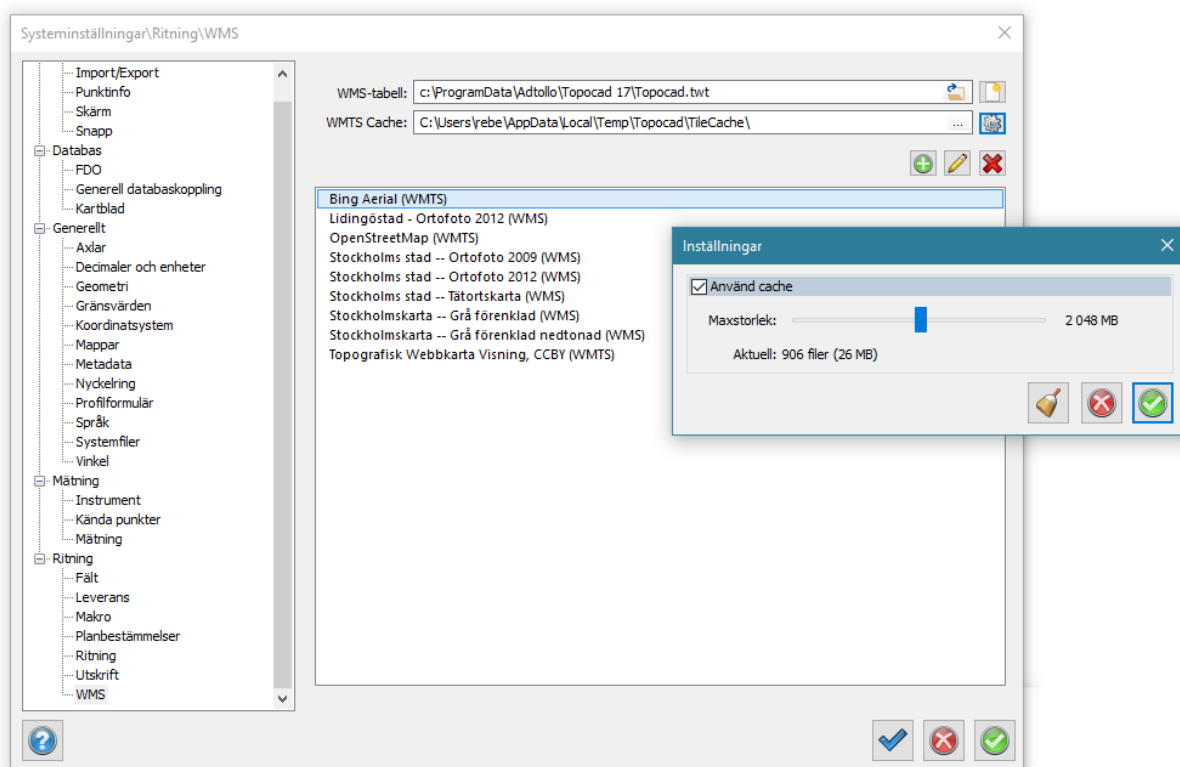 Systeminställningar\Ritning\WMS
Import/Export
Punktinfo
Skärm
Snapp
Databas
FDO
Generell databaskoppling
Kartblad
Generellt
Axlar
Decimaler och enheter
Geometri
Gränsvärden
Koordinatsystem
Mappar
Metadata
Nyckelring
Profilformulär
Språk
Systemfiler
Vinkel
Mätning
Instrument
Kända punkter
Mätning
Ritning
Fält
Leverans
Makro
Planbestämmelser
Ritning
Utskrift
WMS
WMS-tabell: c:\ProgramData\Adtollo\Topocad 17\Topocad.twt
WMTS Cache: C:\Users\rebe\AppData\Local\Temp\Topocad\TileCache\ ...
Bing Aerial (WMTS)
Lidingöstad - Ortofoto 2012 (WMS)
OpenStreetMap (WMTS)
Stockholms stad -- Ortofoto 2009 (WMS)
Stockholms stad -- Ortofoto 2012 (WMS)
Stockholms stad -- Tätortskarta (WMS)
Stockholmskarta -- Grå förenklad (WMS)
Stockholmskarta -- Grå förenklad nedtonad (WMS)
Topografisk Webbkarta Visning, CCBY (WMTS)
Inställningar
Använd cache
Maxstorlek: 2 048 MB
Aktuell: 906 filer (26 MB)